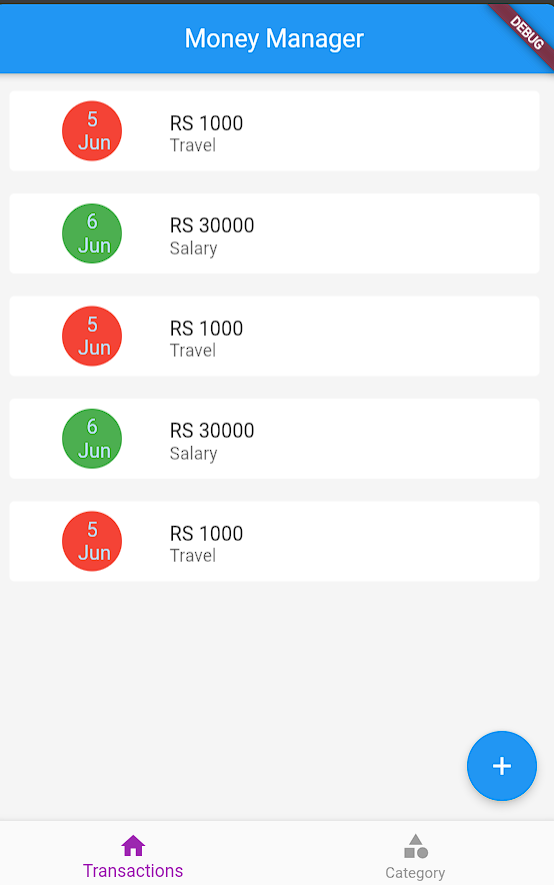 Money Manager
DEBUG
5
Jun
RS 1000
Travel
6
Jun
RS 30000
Salary
5
Jun
RS 1000
Travel
6
Jun
RS 30000
Salary
5
Jun
RS 1000
Travel
+
Transactions
Category